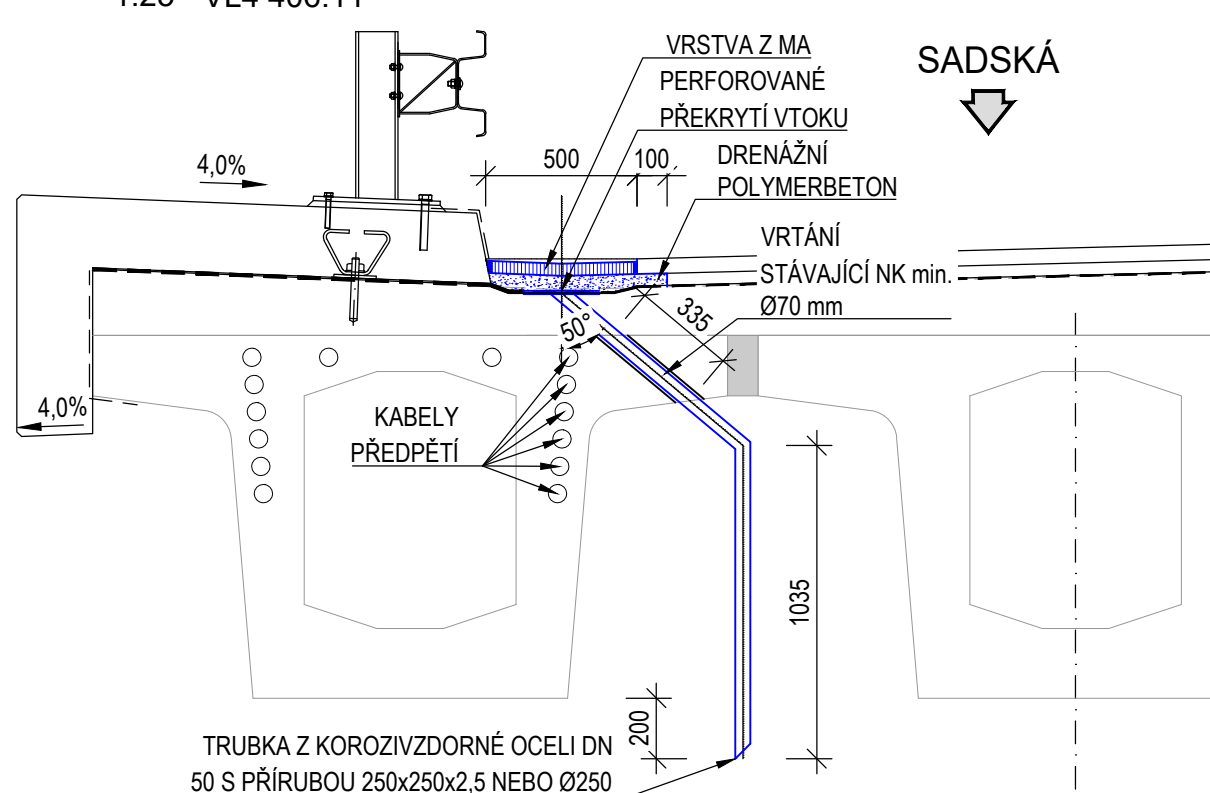 VRSTVA Z MA
PERFOROVANÉ
PŘEKRYTÍ VTOKU
SADSKÁ
4,0%
500
100
DRENÁŽNÍ
POLYMERBETON
VRTÁNÍ
STÁVAJÍCÍ NK min.
Ø70 mm
335
50°
4,0%
KABELY
PŘEDPĚTÍ
1035
200
TRUBKA Z KOROZIVZDORNÉ OCELI DN
50 S PŘÍRUBOU 250x250x2,5 NEBO Ø250